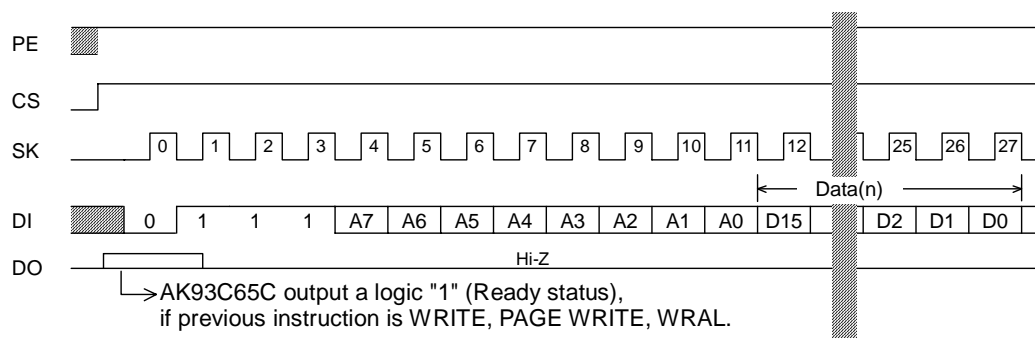 PE
CS
SK 0 1 2 3 4 5 6 7 8 9 10 11 12 25 26 27
Data(n)
DI 0 1 1 1 A7 A6 A5 A4 A3 A2 A1 A0 D15 D2 D1 D0
DO Hi-Z
AK93C65C output a logic "1" (Ready status),
if previous instruction is WRITE, PAGE WRITE, WRAL.